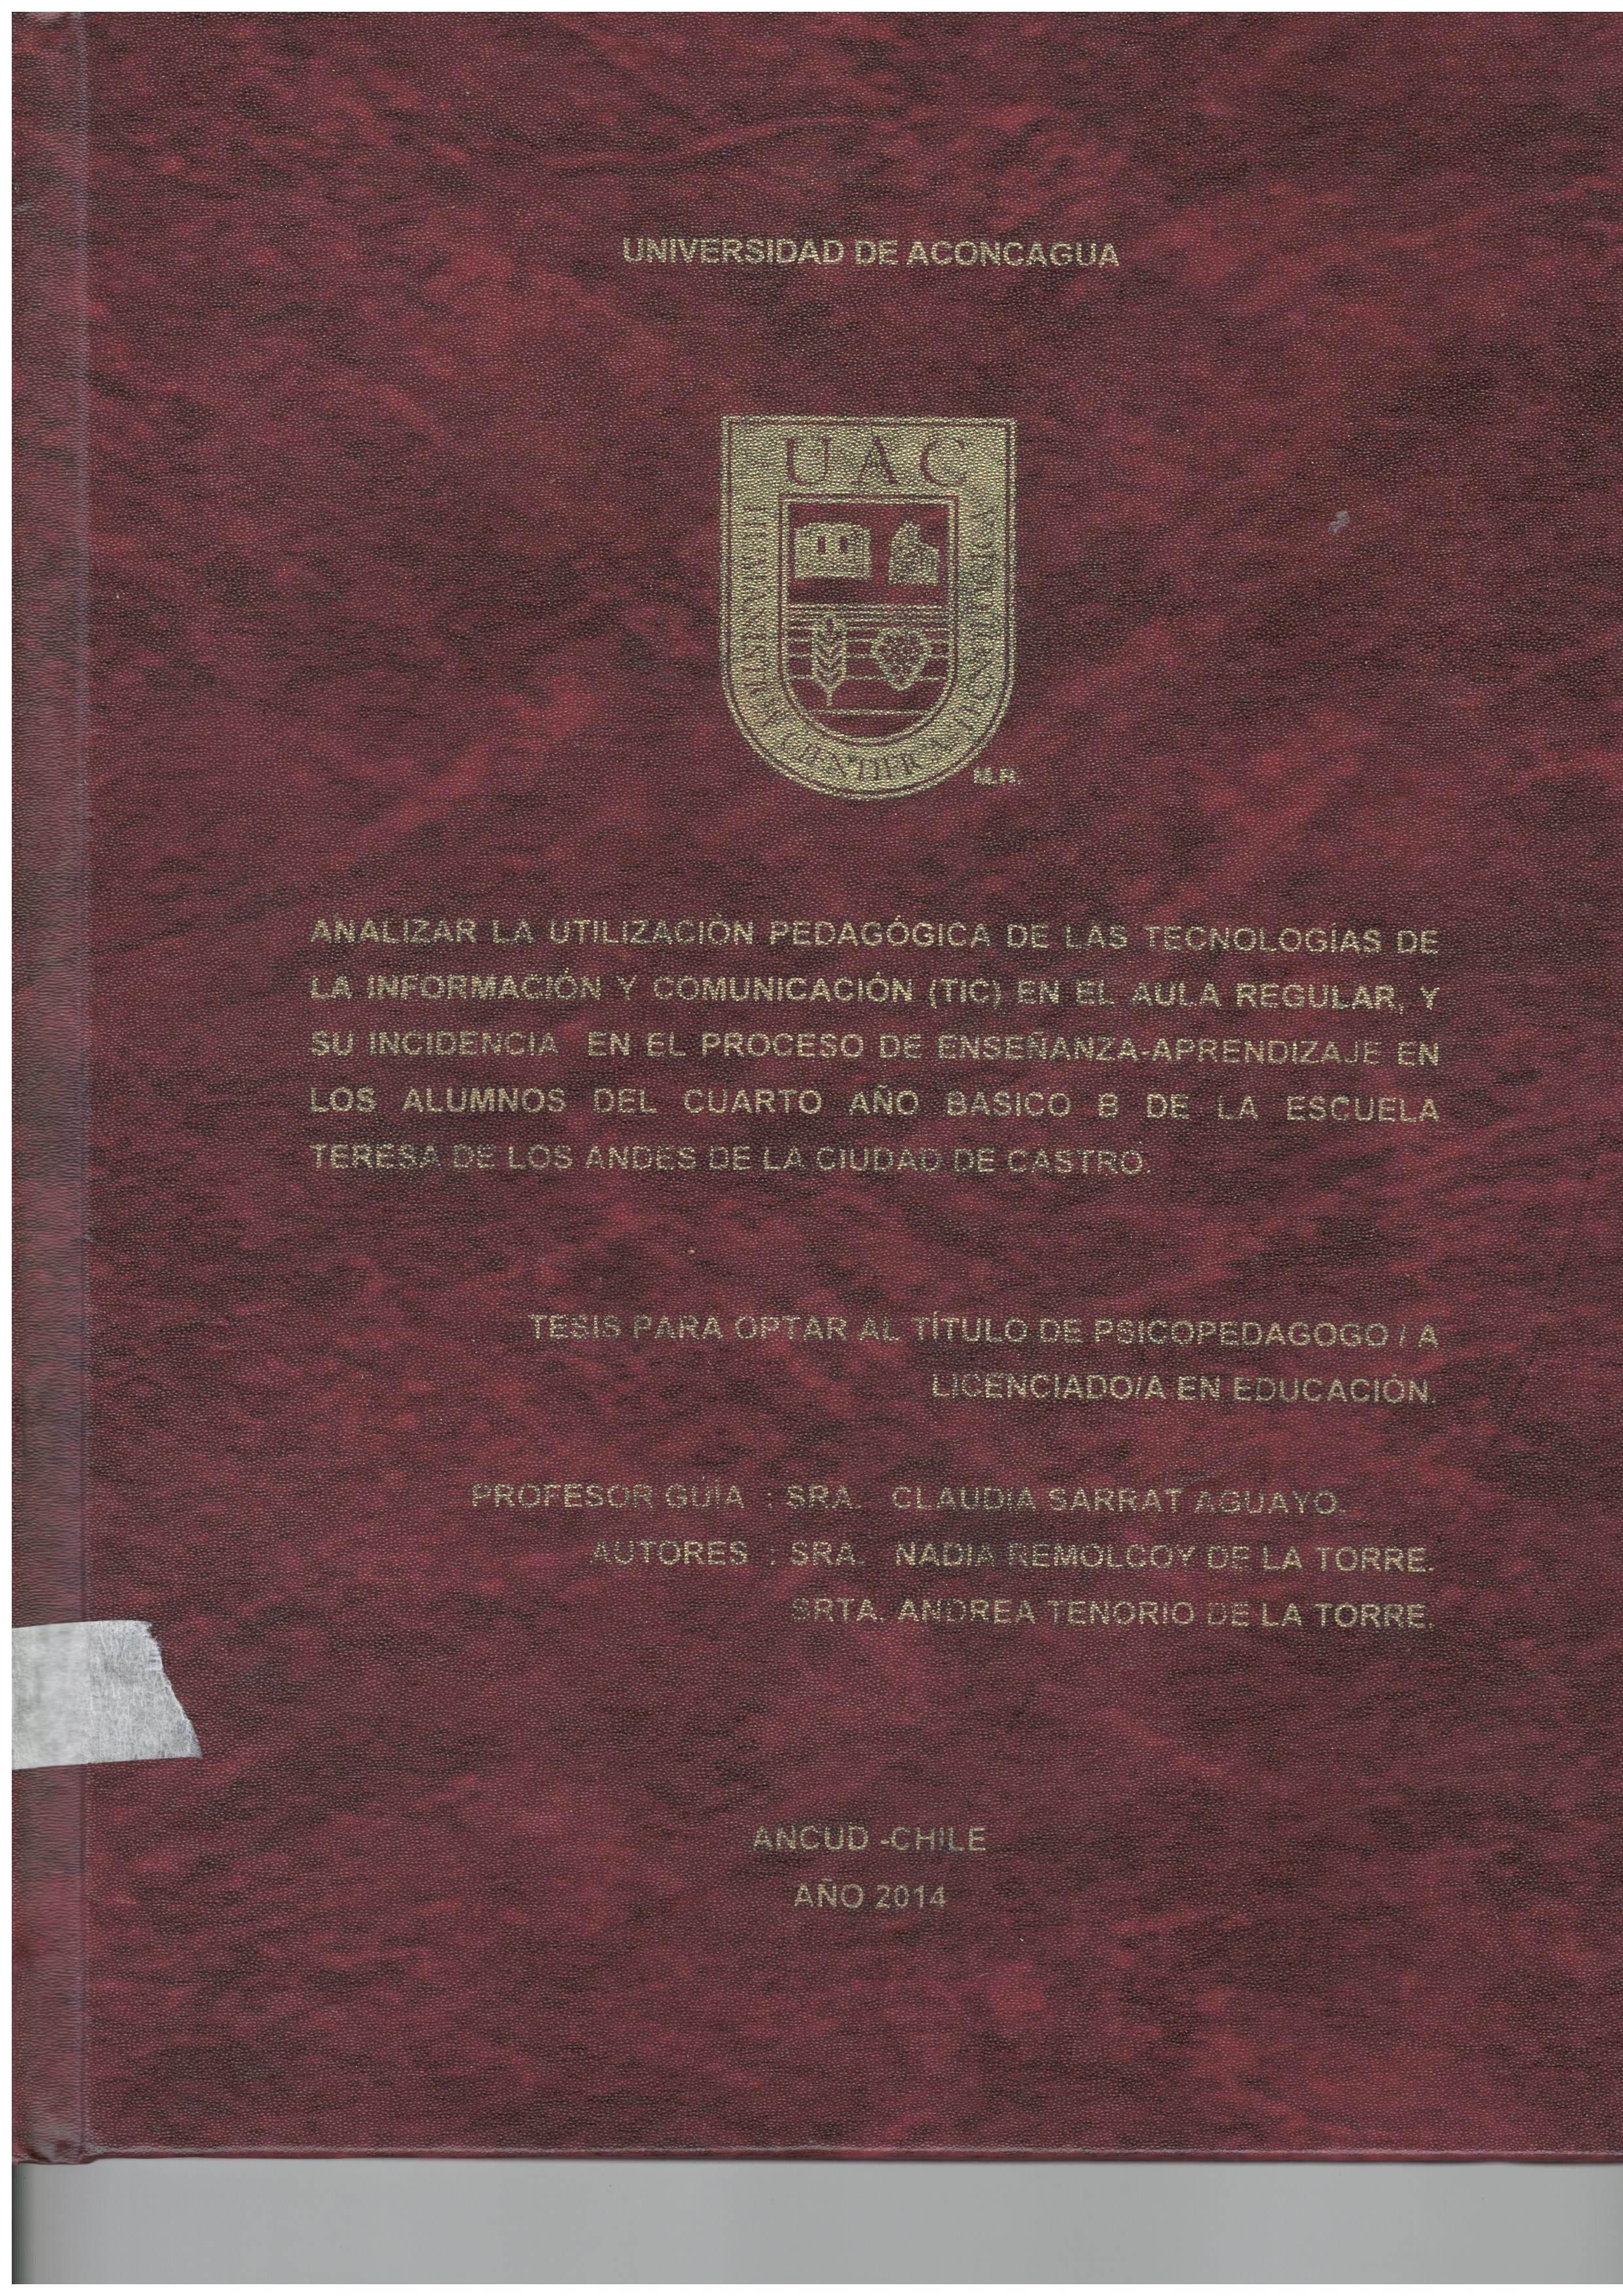 UNIVERSIDAD DE ACONCAGUA
UAC
HUMANISTA CIENTIFICA TECNOLOGICA
M.R.
ANALIZAR LA UTILIZACIÓN PEDAGÓGICA DE LAS TECNOLOGÍAS DE
LA INFORMACIÓN Y COMUNICACIÓN (TIC) EN EL AULA REGULAR, Y
SU INCIDENCIA EN EL PROCESO DE ENSEÑANZA-APRENDIZAJE EN
LOS ALUMNOS DEL CUARTO AÑO BASICO B DE LA ESCUELA
TERESA DE LOS ANDES DE LA CIUDAD DE CASTRO.
TESIS PARA OPTAR AL TÍTULO DE PSICOPEDAGOGO / A
LICENCIADO/A EN EDUCACIÓN.
PROFESOR GUÍA : SRA. CLAUDIA SARRAT AGUAYO.
AUTORES : SRA. NADIA REMOLCOY DE LA TORRE.
SRTA. ANDREA TENORIO DE LA TORRE.
ANCUD -CHILE
AÑO 2014